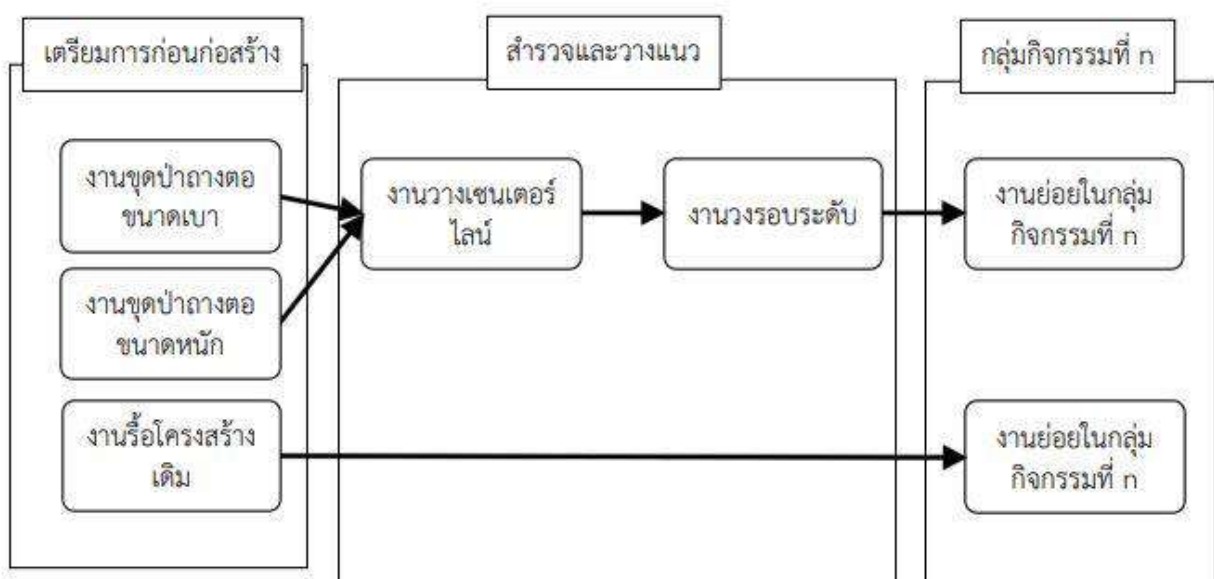 เตรียมการก่อนก่อสร้าง
สำรวจและวางแนว
กลุ่มกิจกรรมที่ n
งานขุดป่าถางตอ
ขนาดเบา
งานวางเซนเตอร์
ไลน์
งานวงรอบระดับ
งานย่อยในกลุ่ม
กิจกรรมที่ n
งานขุดป่าถางตอ
ขนาดหนัก
งานรื้อโครงสร้าง
เดิม
งานย่อยในกลุ่ม
กิจกรรมที่ n